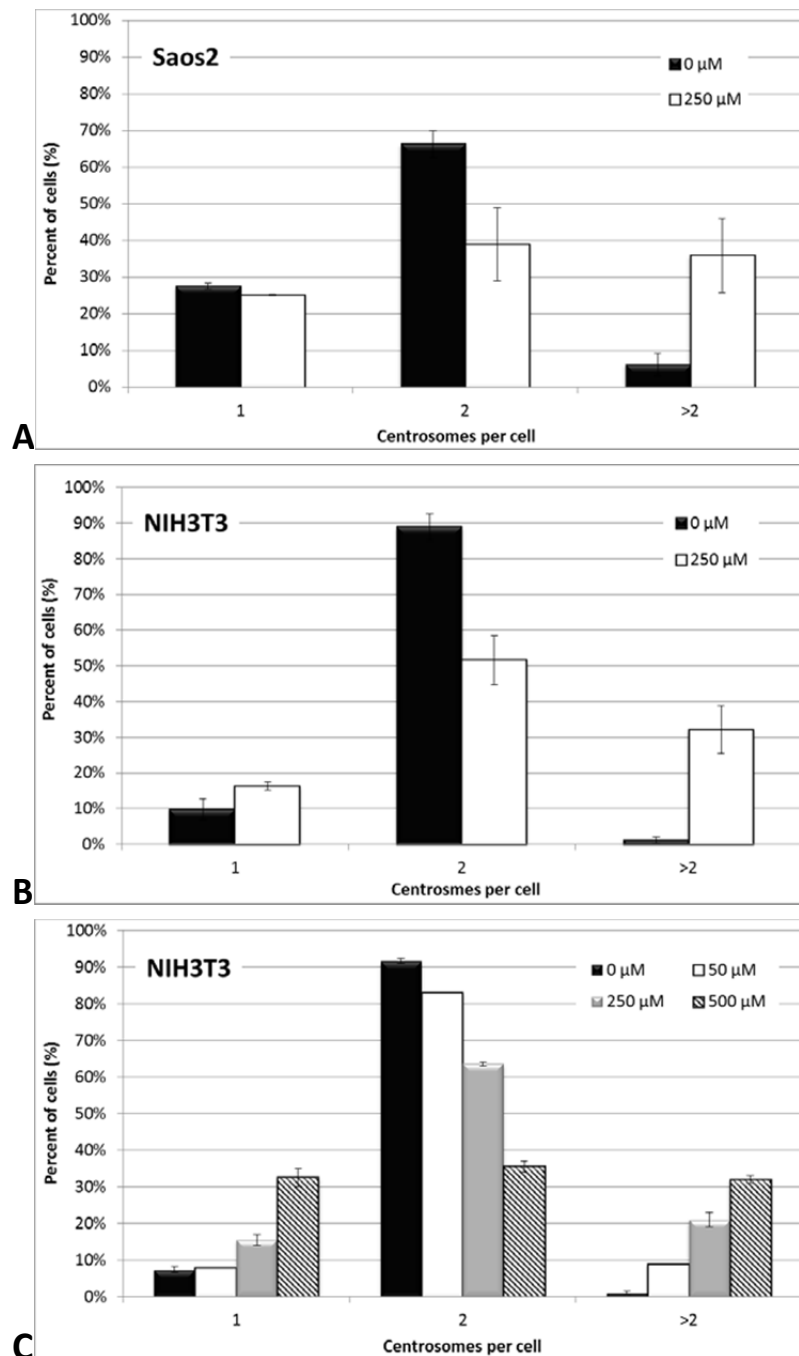 100%
90%
80%
70%
60%
50%
40%
30%
20%
10%
0%
Percent of cells (%)
Saos2
0 µM
250 µM
1 2 >2
Centrosomes per cell
A
100%
90%
80%
70%
60%
50%
40%
30%
20%
10%
0%
Percent of cells (%)
NIH3T3
0 µM
250 µM
1 2 >2
Centrosmes per cell
B
100%
90%
80%
70%
60%
50%
40%
30%
20%
10%
0%
Percent of cells (%)
NIH3T3
0 µM 50 µM
250 µM 500 µM
1 2 >2
Centrosomes per cell
C